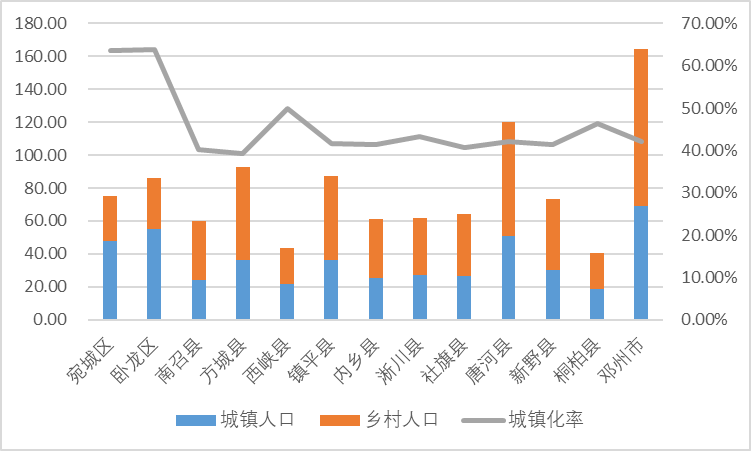 180.00
160.00
140.00
120.00
100.00
80.00
60.00
40.00
20.00
0.00
70.00%
60.00%
50.00%
40.00%
30.00%
20.00%
10.00%
0.00%
宛城区
卧龙区
南召县
方城县
西峡县
镇平县
内乡县
淅川县
社旗县
唐河县
新野县
桐柏县
邓州市
城镇人口 乡村人口 城镇化率